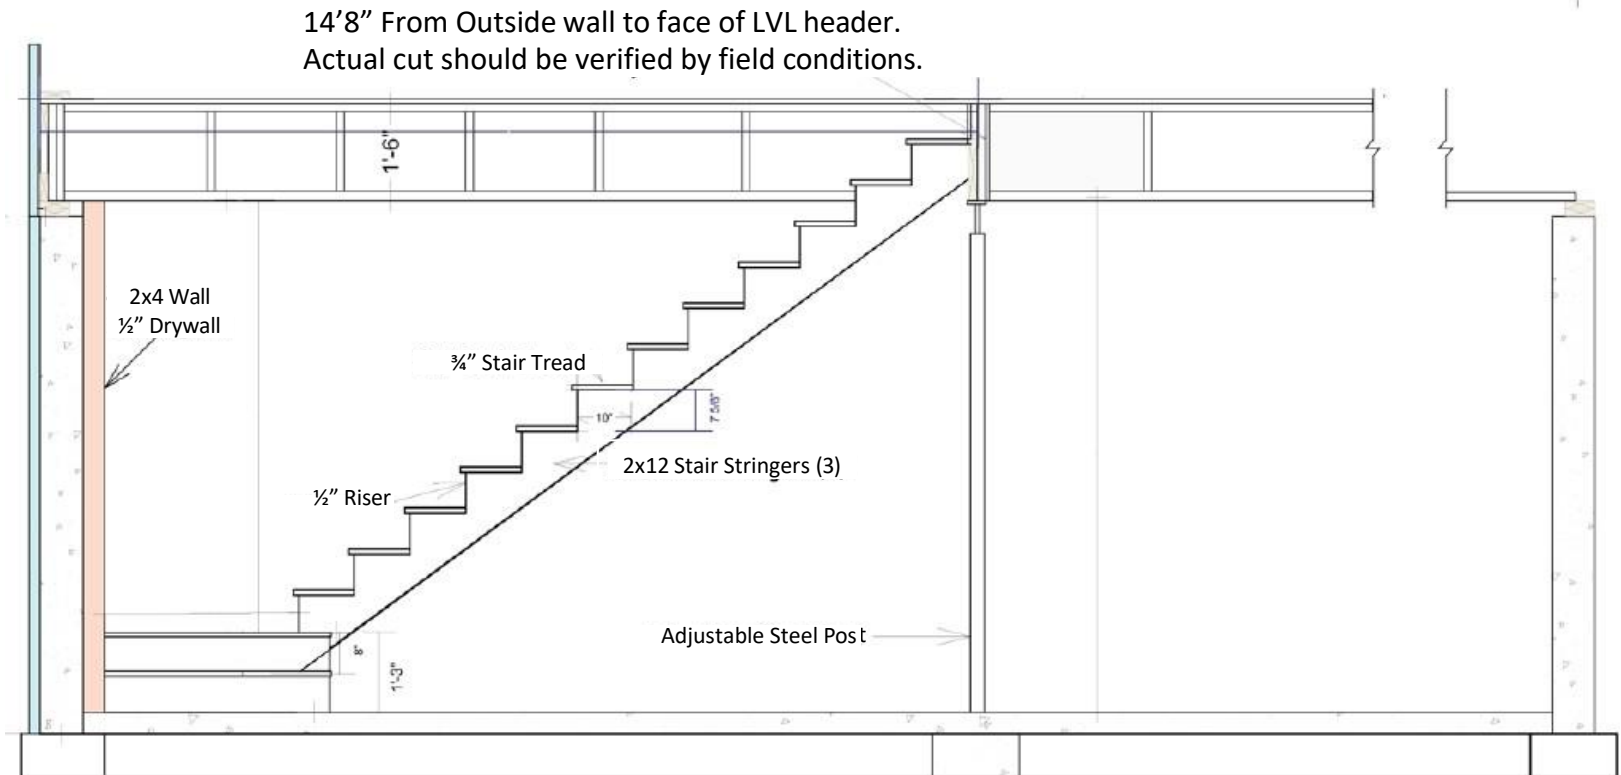 14’8” From Outside wall to face of LVL header.
Actual cut should be verified by field conditions.
1'-6"
2x4 Wall
½” Drywall
¾” Stair Tread
10"
7 5/8"
2x12 Stair Stringers (3)
½” Riser
Adjustable Steel Post
8"
1'-3"